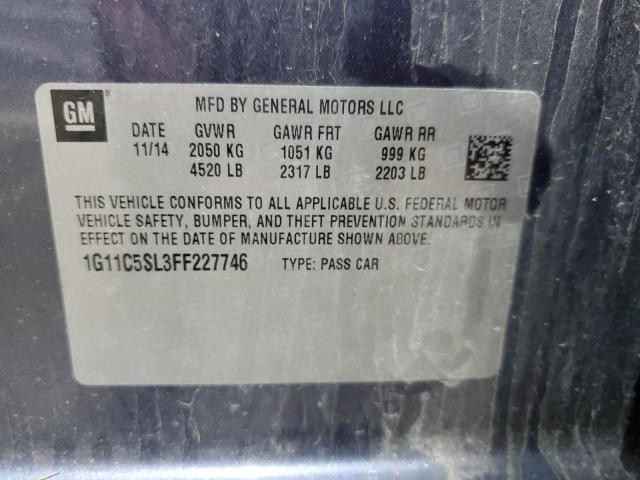 GM ®
MFD BY GENERAL MOTORS LLC
DATE GVWR GAWR FRT GAWR RR
11/14 2050 KG 1051 KG 999 KG
4520 LB 2317 LB 2203 LB
THIS VEHICLE CONFORMS TO ALL APPLICABLE U.S. FEDERAL MOTOR
VEHICLE SAFETY, BUMPER, AND THEFT PREVENTION STANDARDS IN
EFFECT ON THE DATE OF MANUFACTURE SHOWN ABOVE.
1G11C5SL3FF227746 TYPE: PASS CAR